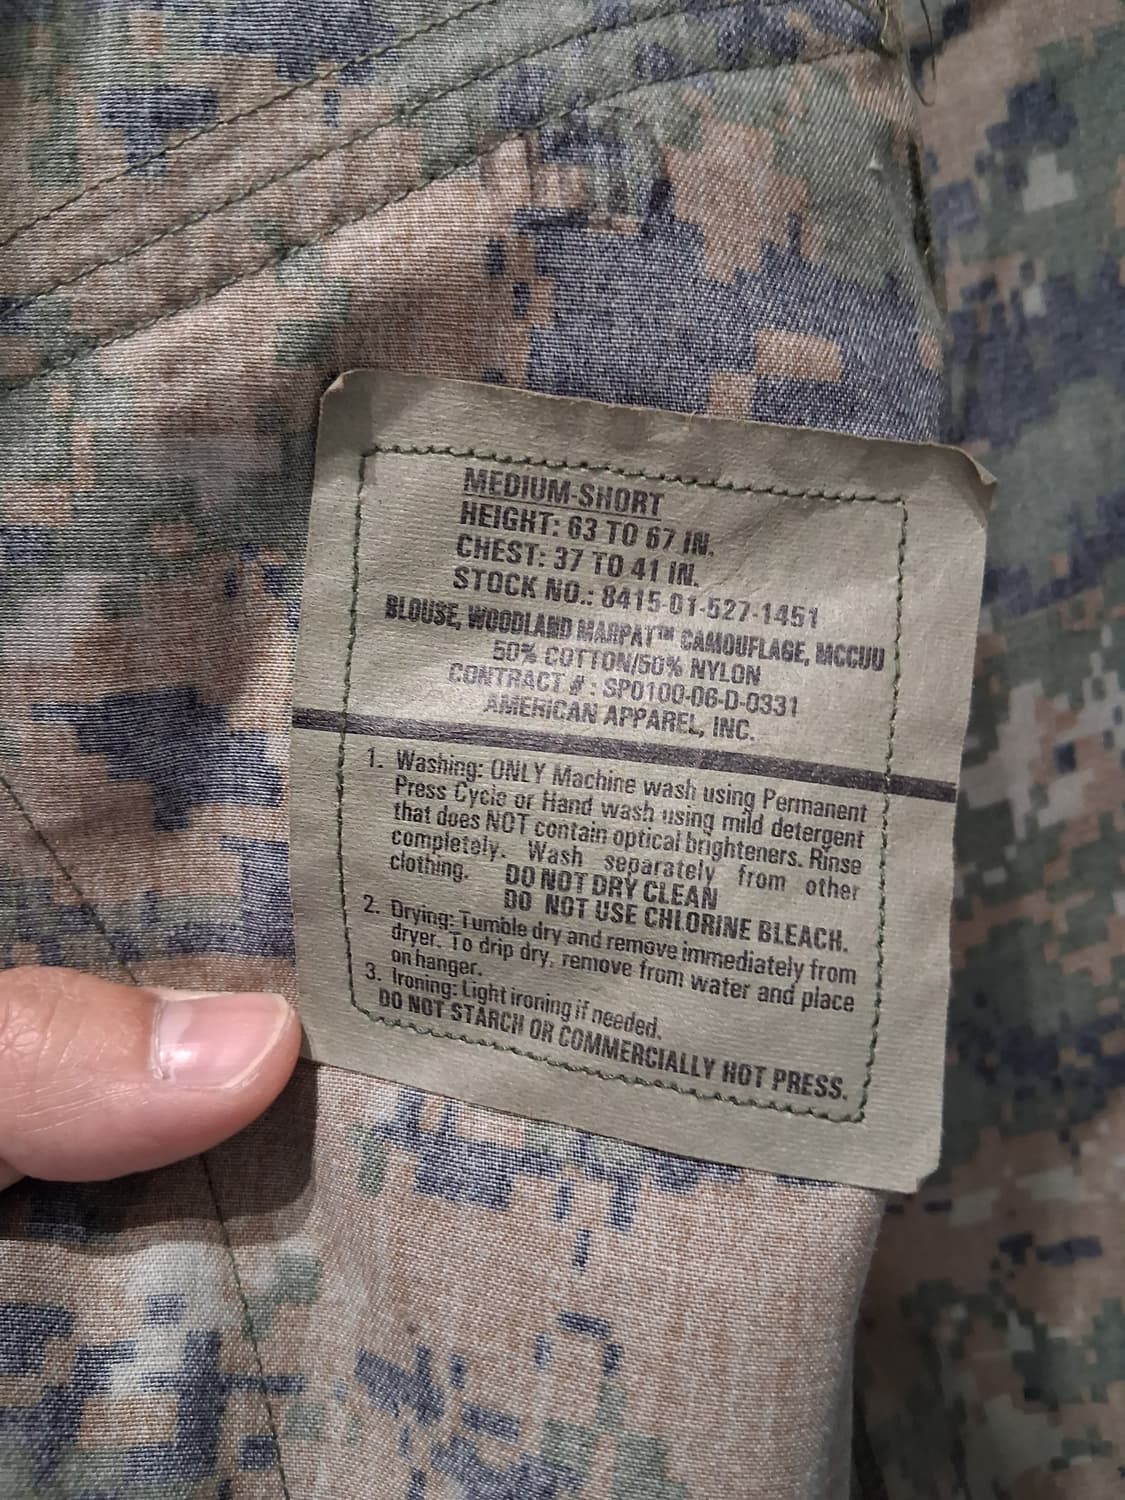 MEDIUM-SHORT
HEIGHT: 63 TO 67 IN.
CHEST: 37 TO 41 IN.
STOCK NO.: 8415-01-527-1451
BLOUSE, WOODLAND MARPAT™ CAMOUFLAGE, MCCUU
50% COTTON/50% NYLON
CONTRACT # : SP0100-06-D-0331
AMERICAN APPAREL, INC.
1. Washing: ONLY Machine wash using Permanent
Press Cycle or Hand wash using mild detergent
that does NOT contain optical brighteners. Rinse
completely. Wash separately from other
clothing. DO NOT DRY CLEAN
DO NOT USE CHLORINE BLEACH.
2. Drying: Tumble dry and remove immediately from
dryer. To drip dry, remove from water and place
on hanger.
3. Ironing: Light ironing if needed.
DO NOT STARCH OR COMMERCIALLY HOT PRESS.